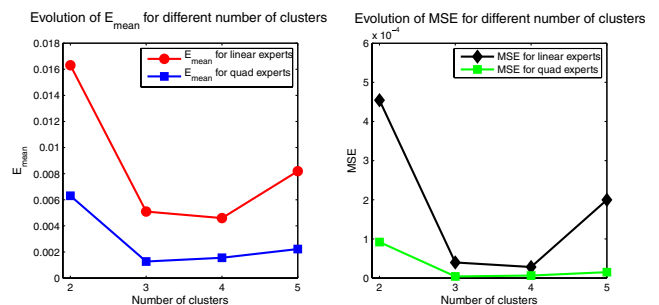 Evolution of E_mean for different number of clusters
E_mean for linear experts
E_mean for quad experts
0.018
0.016
0.014
0.012
0.01
0.008
0.006
0.004
0.002
0
E_mean
2 3 4 5
Number of clusters
Evolution of MSE for different number of clusters
x 10^-4
MSE for linear experts
MSE for quad experts
6
5
4
3
2
1
0
MSE
2 3 4 5
Number of clusters